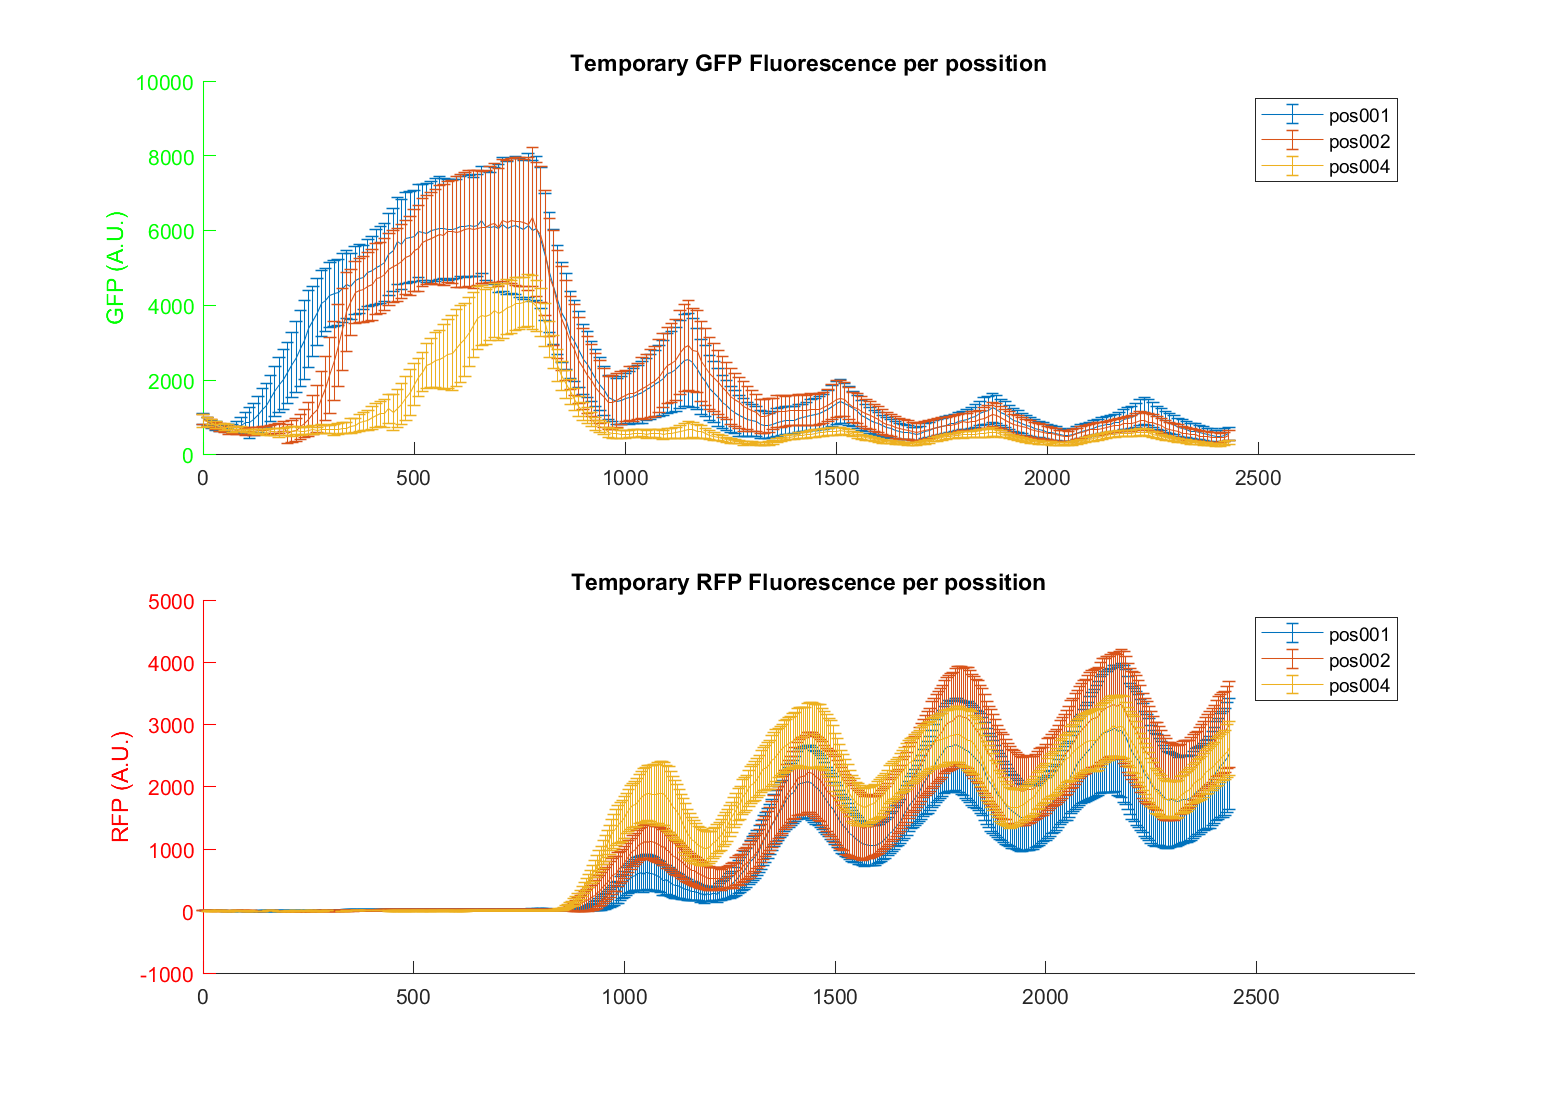 Temporary GFP Fluorescence per possition
10000
8000
6000
4000
2000
0
GFP (A.U.)
0 500 1000 1500 2000 2500
pos001
pos002
pos004
Temporary RFP Fluorescence per possition
5000
4000
3000
2000
1000
0
-1000
RFP (A.U.)
0 500 1000 1500 2000 2500
pos001
pos002
pos004